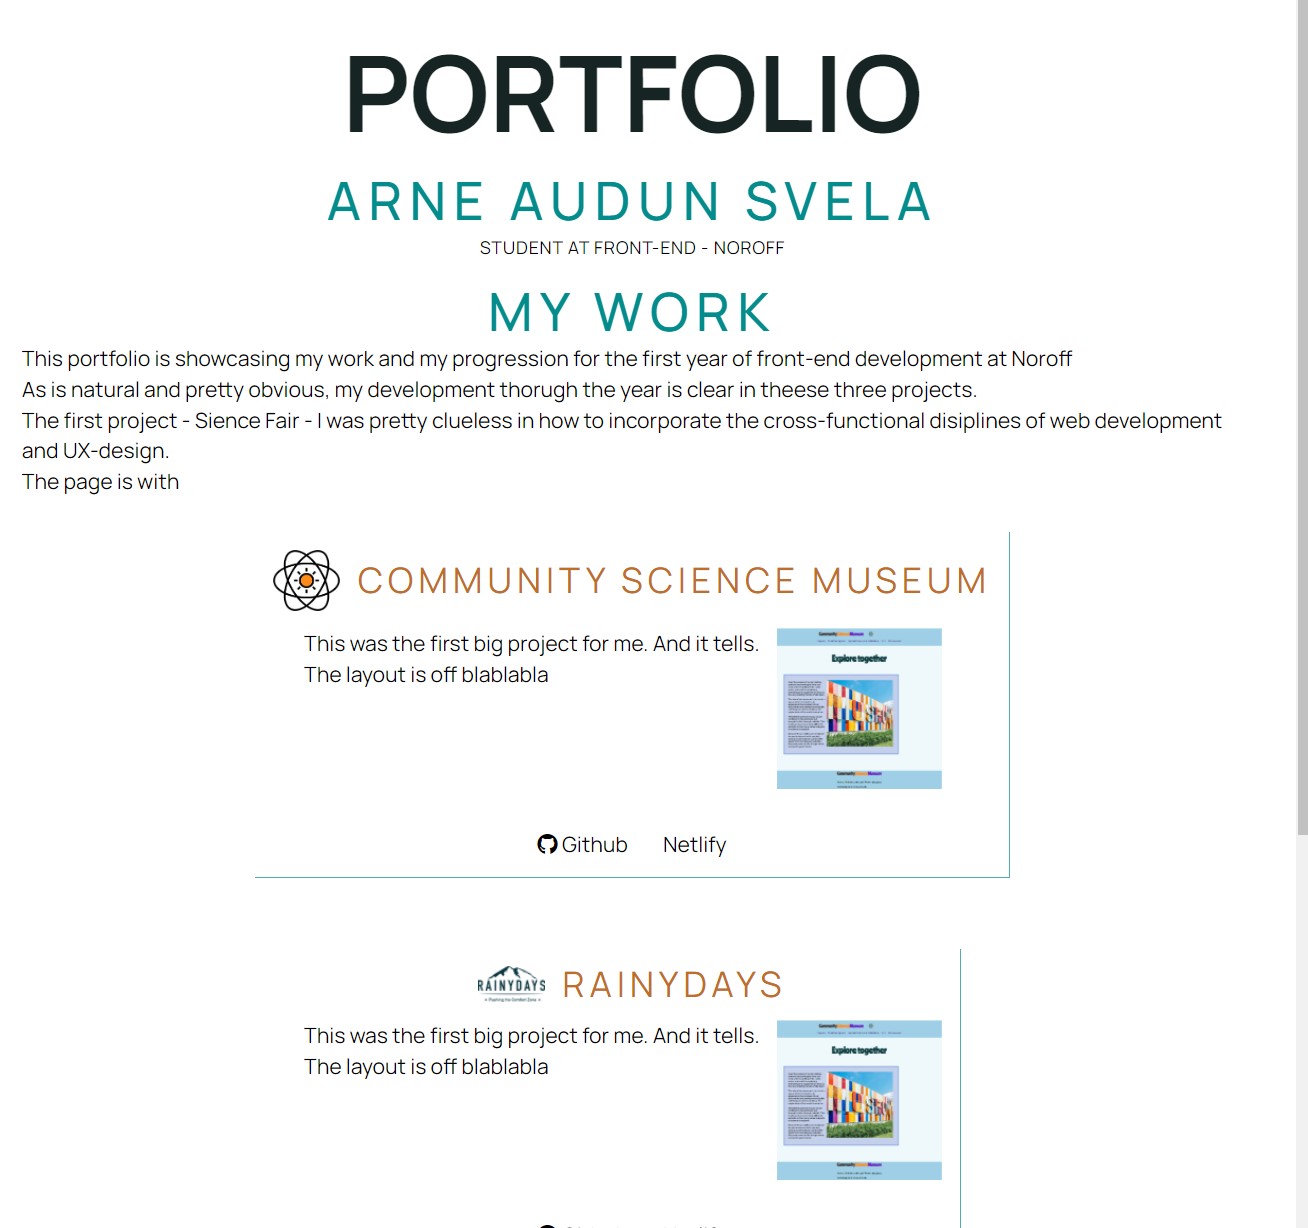 PORTFOLIO
ARNE AUDUN SVELA
STUDENT AT FRONT-END - NOROFF
MY WORK
This portfolio is showcasing my work and my progression for the first year of front-end development at Noroff
As is natural and pretty obvious, my development thorugh the year is clear in theese three projects.
The first project - Sience Fair - I was pretty clueless in how to incorporate the cross-functional disiplines of web development
and UX-design.
The page is with
COMMUNITY SCIENCE MUSEUM
This was the first big project for me. And it tells.
The layout is off blablabla
CommunityScienceMuseum
Explore together
CommunityScienceMuseum
Github Netlify
RAINYDAYS
RAINYDAYS
This was the first big project for me. And it tells.
The layout is off blablabla
CommunityScienceMuseum
Explore together
CommunityScienceMuseum